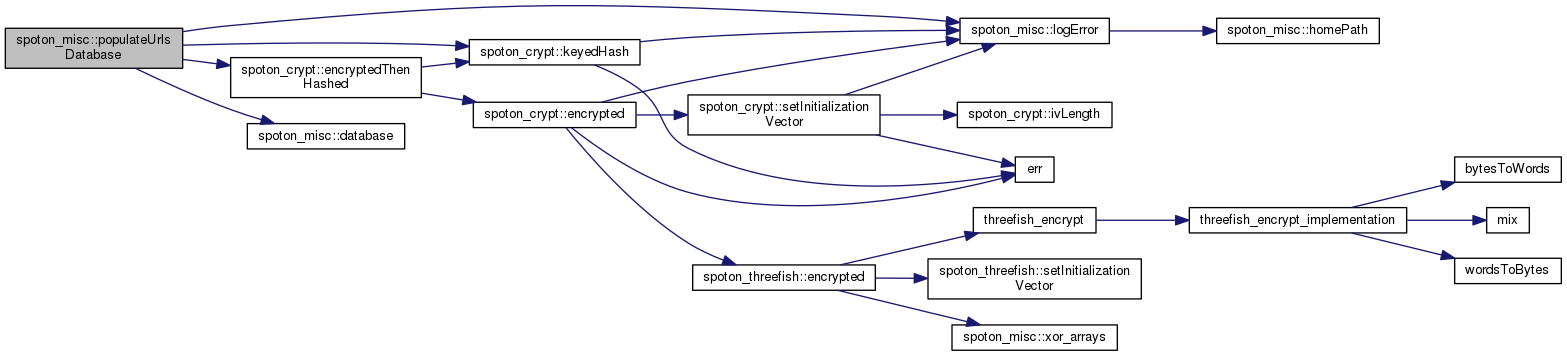 spoton_misc::populateUrls
Database
spoton_crypt::encryptedThen
Hashed
spoton_misc::database
spoton_crypt::keyedHash
spoton_crypt::encrypted
spoton_crypt::setInitialization
Vector
spoton_threefish::encrypted
spoton_misc::logError
spoton_crypt::ivLength
err
threefish_encrypt
spoton_threefish::setInitialization
Vector
spoton_misc::xor_arrays
spoton_misc::homePath
threefish_encrypt_implementation
bytesToWords
mix
wordsToBytes